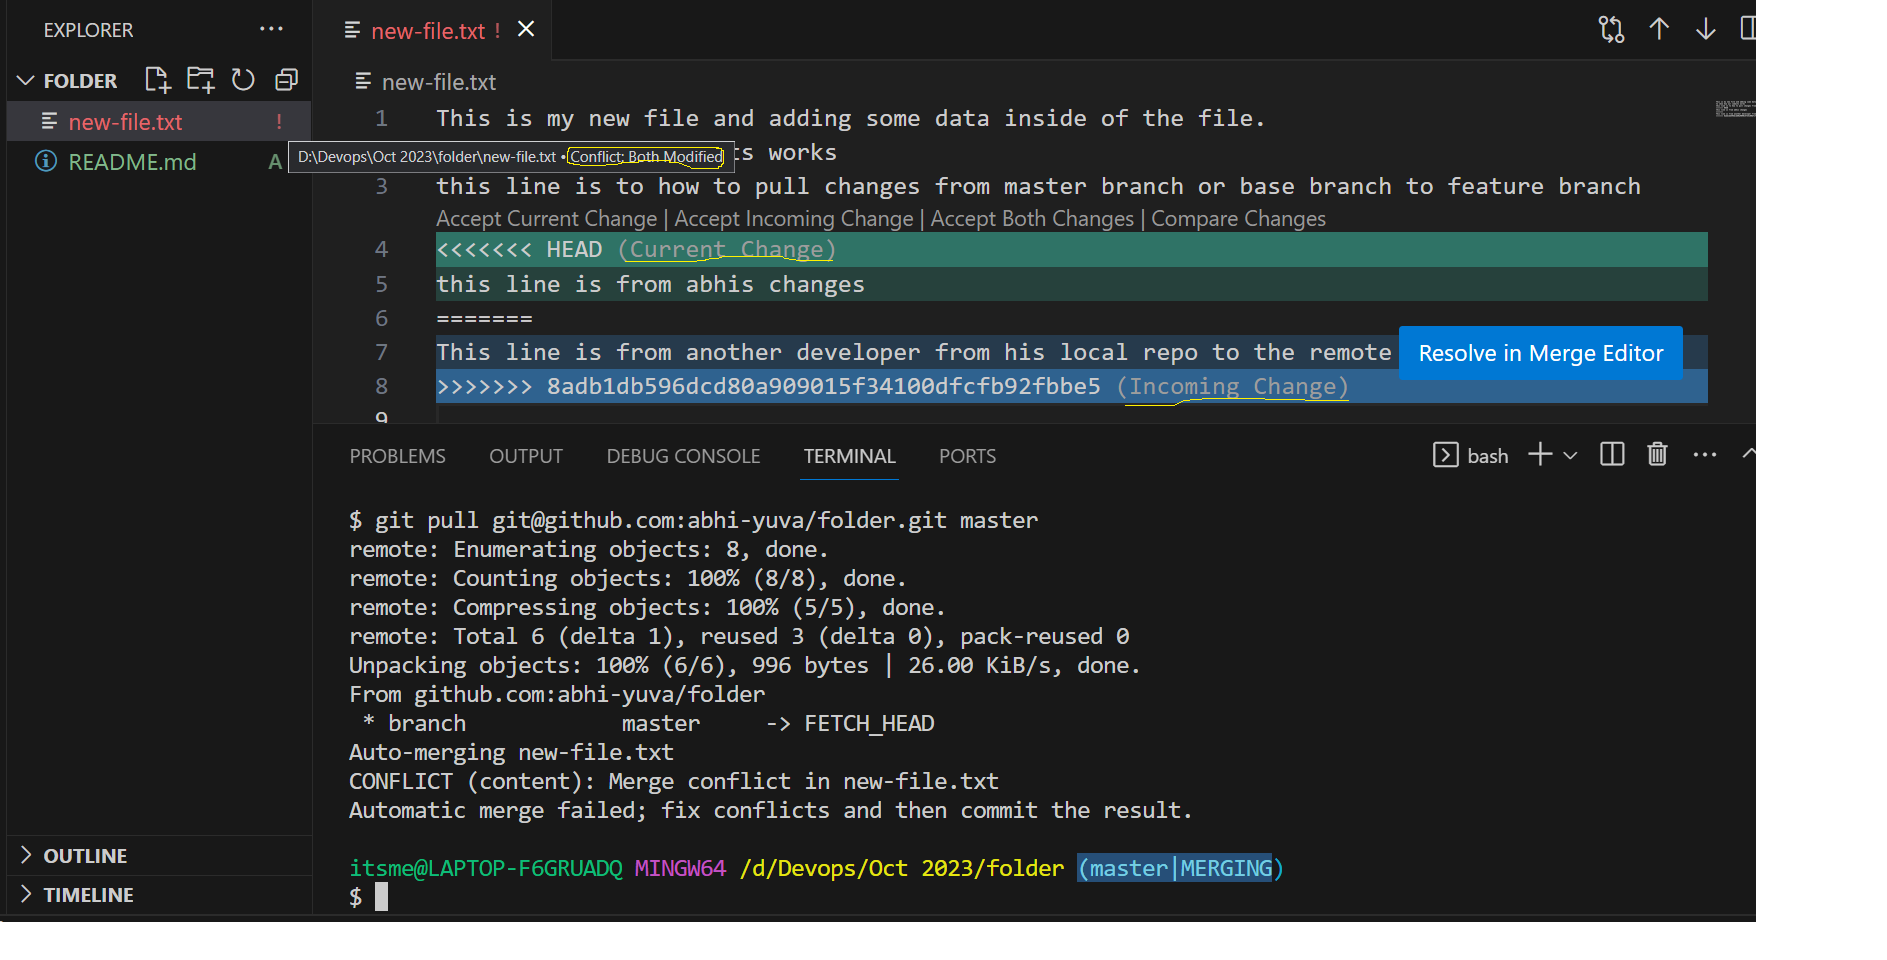 EXPLORER
new-file.txt !
FOLDER
new-file.txt !
README.md A
D:\Devops\Oct 2023\folder\new-file.txt • Conflict: Both Modified
new-file.txt
1 This is my new file and adding some data inside of the file.
ts works
3 this line is to how to pull changes from master branch or base branch to feature branch
Accept Current Change | Accept Incoming Change | Accept Both Changes | Compare Changes
4 <<<<<<< HEAD (Current Change)
5 this line is from abhis changes
6 =======
7 This line is from another developer from his local repo to the remote
Resolve in Merge Editor
8 >>>>>>> 8adb1db596dcd80a909015f34100dfcfb92fbbe5 (Incoming Change)
9
PROBLEMS OUTPUT DEBUG CONSOLE TERMINAL PORTS
bash
$ git pull git@github.com:abhi-yuva/folder.git master
remote: Enumerating objects: 8, done.
remote: Counting objects: 100% (8/8), done.
remote: Compressing objects: 100% (5/5), done.
remote: Total 6 (delta 1), reused 3 (delta 0), pack-reused 0
Unpacking objects: 100% (6/6), 996 bytes | 26.00 KiB/s, done.
From github.com:abhi-yuva/folder
* branch master -> FETCH_HEAD
Auto-merging new-file.txt
CONFLICT (content): Merge conflict in new-file.txt
Automatic merge failed; fix conflicts and then commit the result.
itsme@LAPTOP-F6GRUADQ MINGW64 /d/Devops/Oct 2023/folder (master|MERGING)
$
OUTLINE
TIMELINE